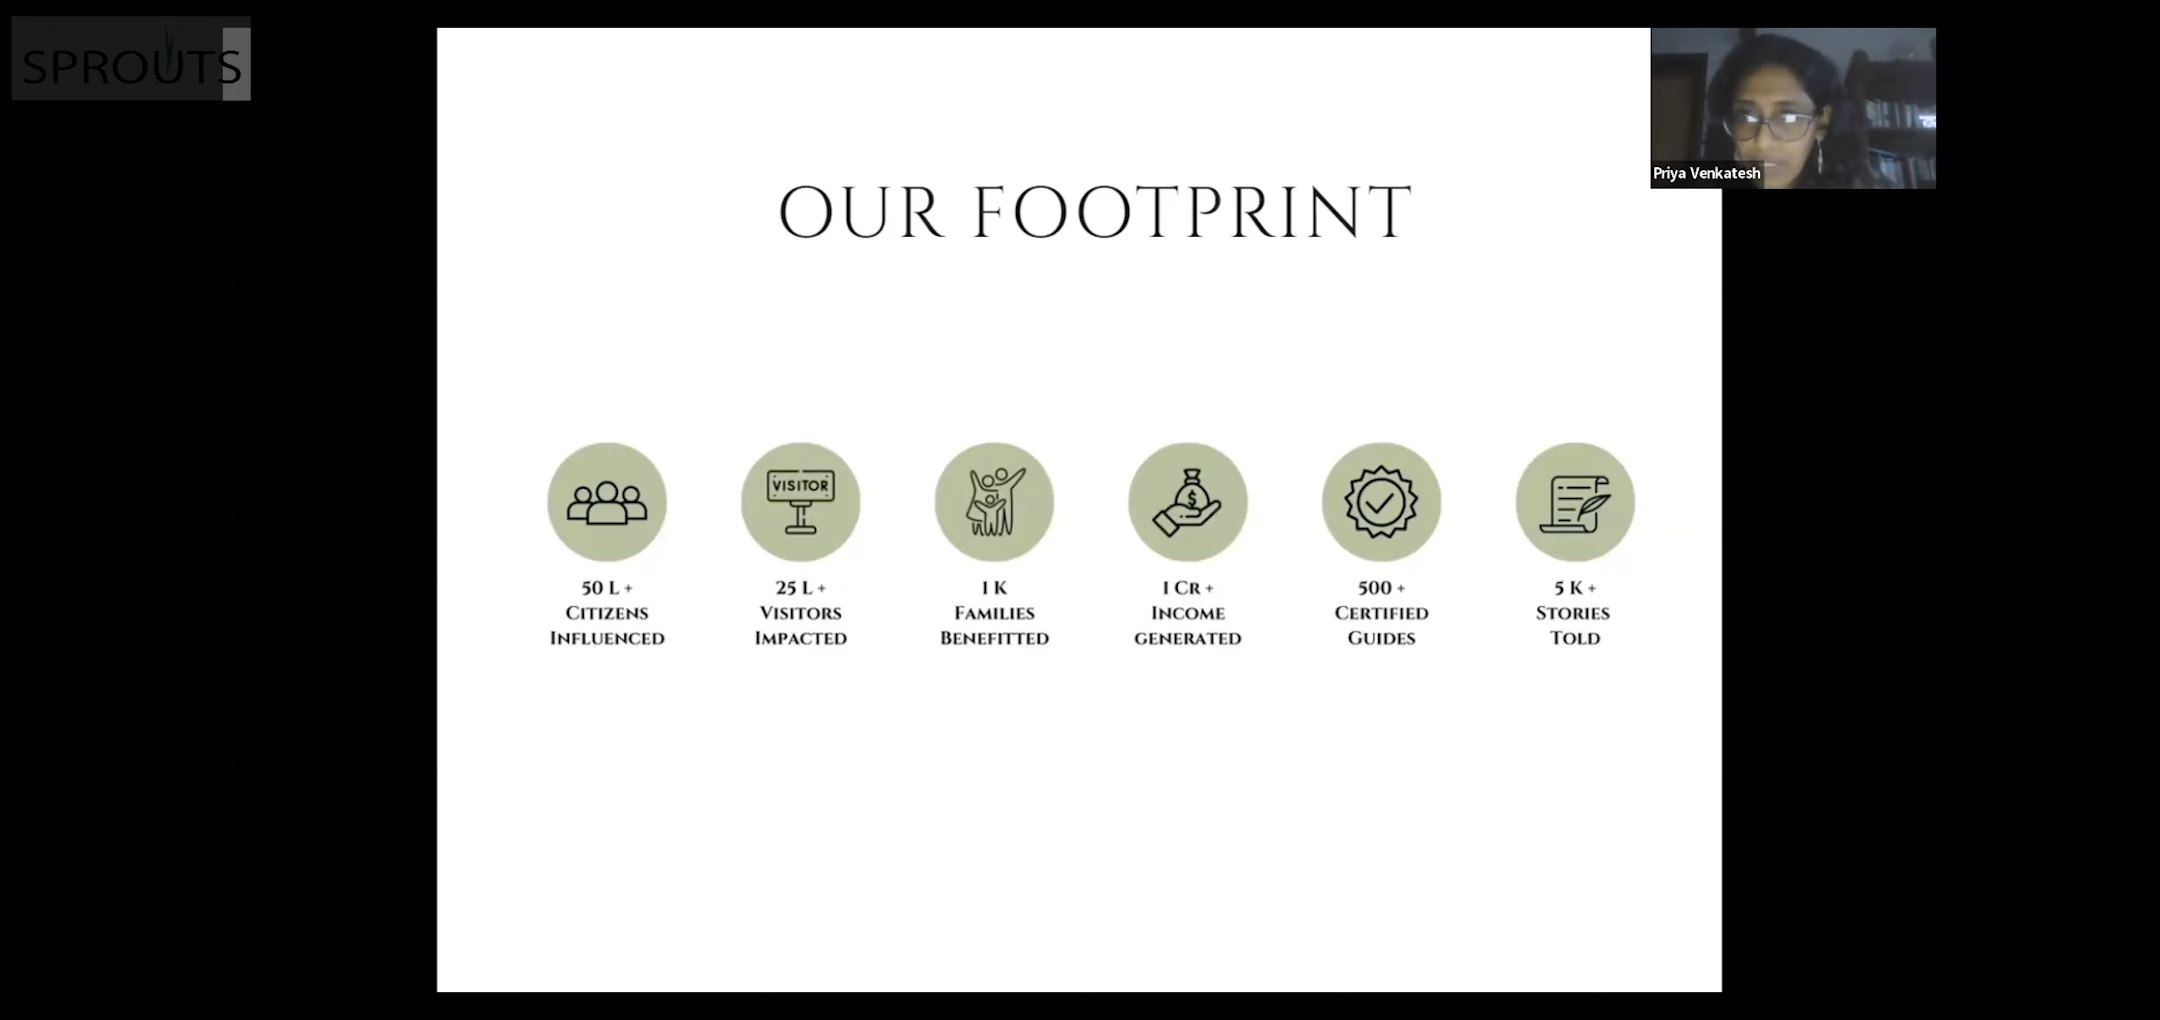 SPROUTS
OUR FOOTPRINT
Priya Venkatesh
VISITOR
$
50 L +
CITIZENS
INFLUENCED
25 L +
VISITORS
IMPACTED
1 K
FAMILIES
BENEFITTED
1 CR +
INCOME
GENERATED
500 +
CERTIFIED
GUIDES
5 K +
STORIES
TOLD